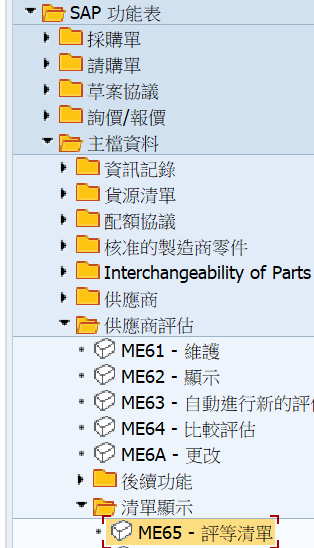 SAP 功能表
採購單
請購單
草案協議
詢價/報價
主檔資料
資訊記錄
貨源清單
配額協議
核准的製造商零件
Interchangeability of Parts
供應商
供應商評估
ME61 - 維護
ME62 - 顯示
ME63 - 自動進行新的評
ME64 - 比較評估
ME6A - 更改
後續功能
清單顯示
ME65 - 評等清單